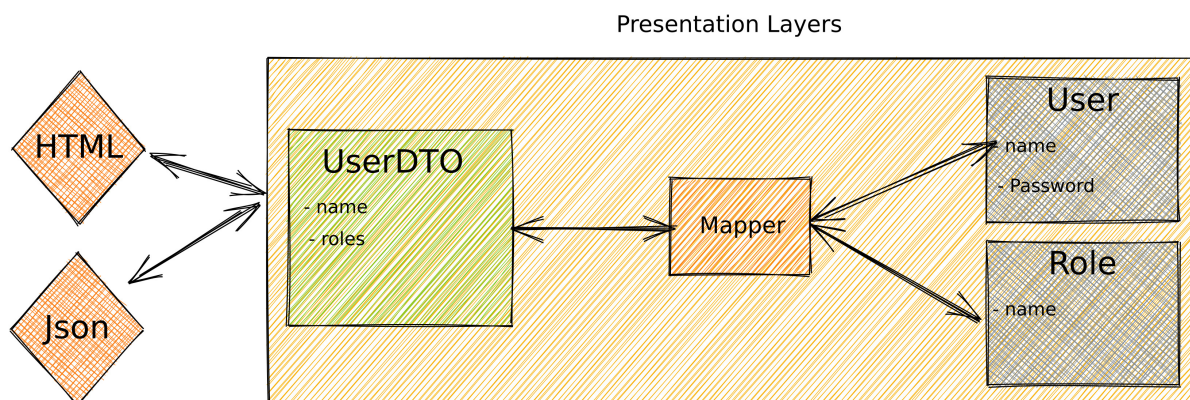 Presentation Layers
HTML
Json
UserDTO
- name
- roles
Mapper
User
- name
- Password
Role
- name